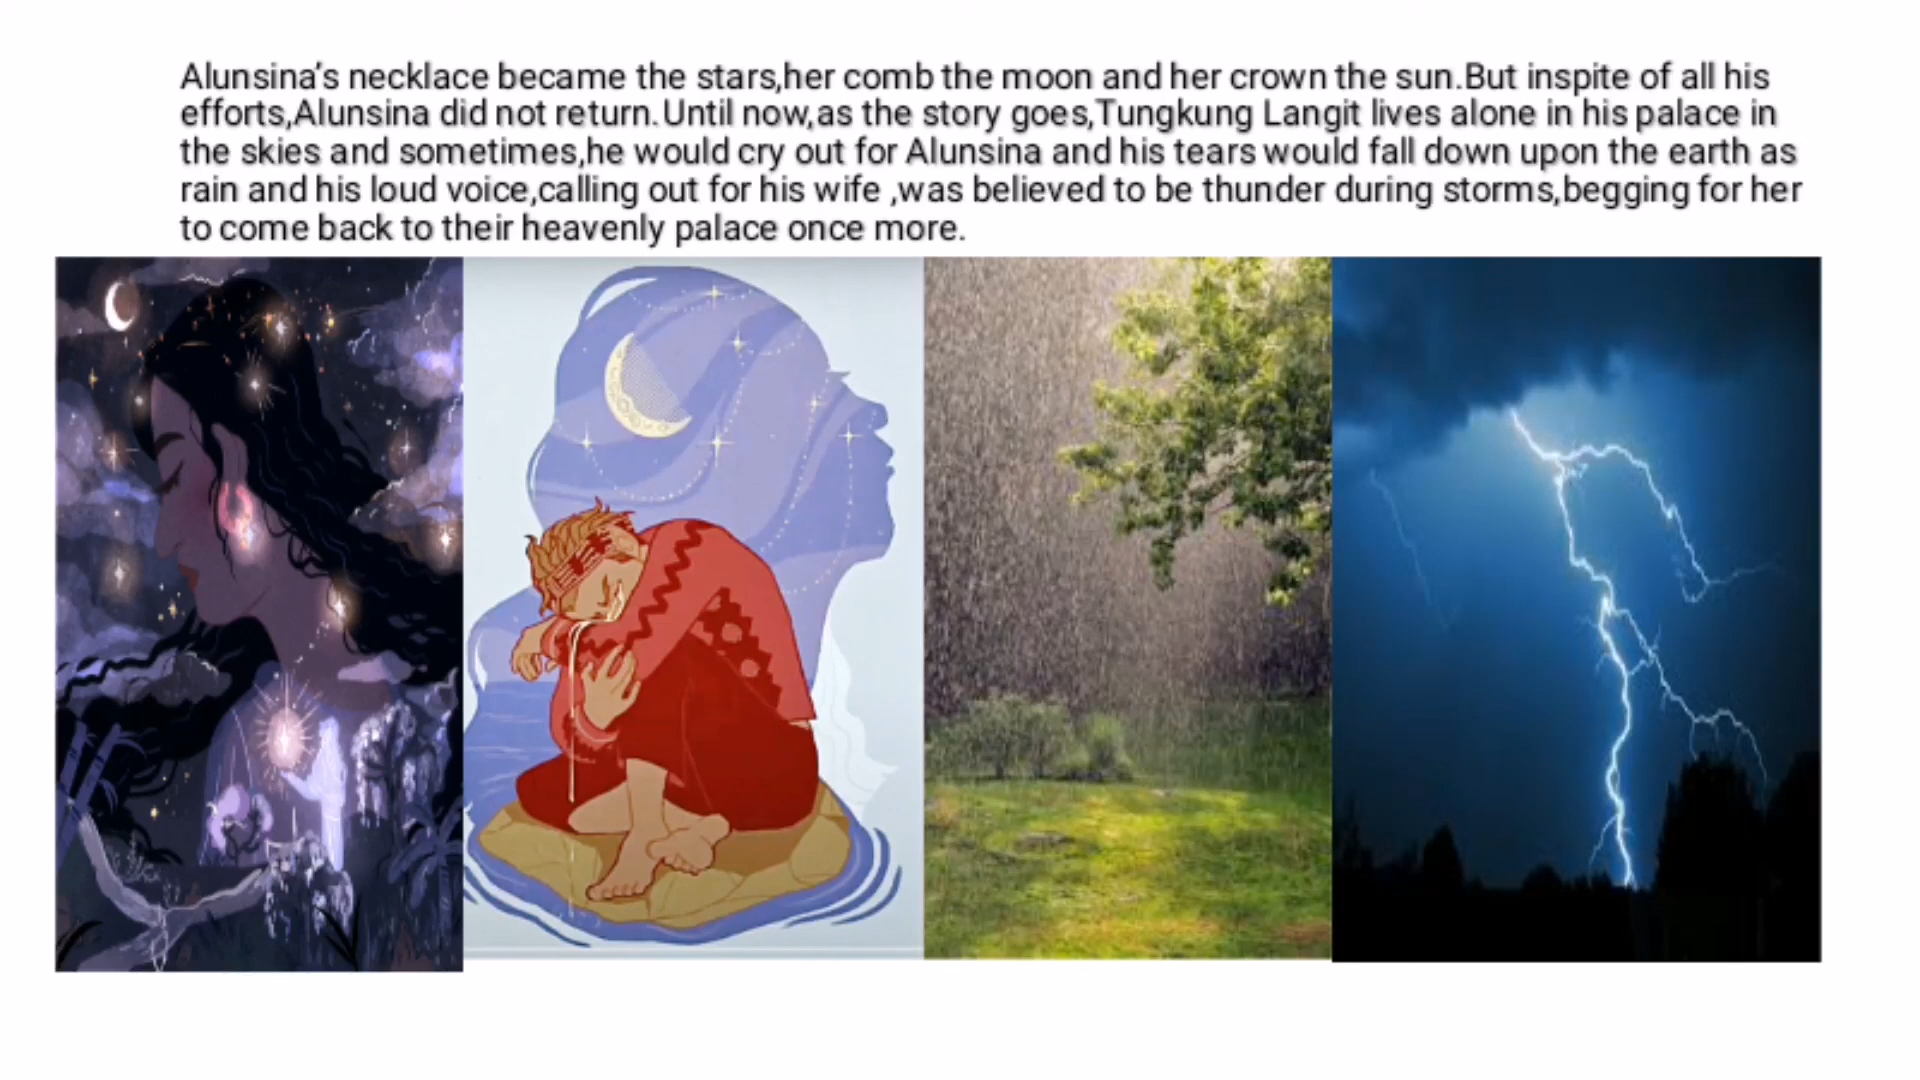 Alunsina's necklace became the stars,her comb the moon and her crown the sun.But inspite of all his
efforts,Alunsina did not return.Until now,as the story goes,Tungkung Langit lives alone in his palace in
the skies and sometimes,he would cry out for Alunsina and his tears would fall down upon the earth as
rain and his loud voice,calling out for his wife ,was believed to be thunder during storms,begging for her
to come back to their heavenly palace once more.